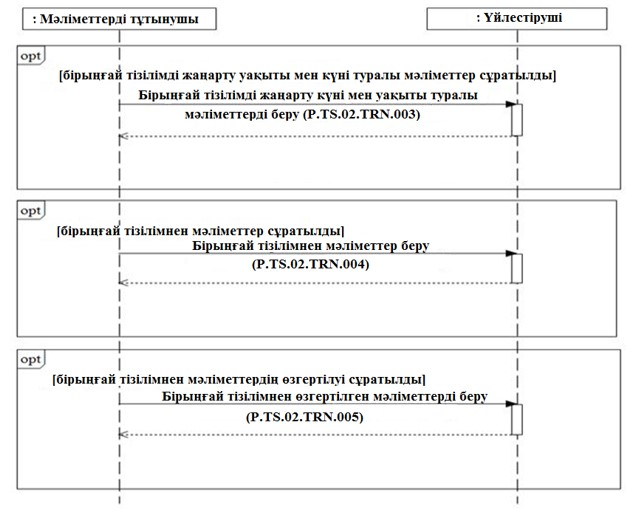 : Мәліметтерді тұтынушы
: Үйлестіруші
opt
[бірыңғай тізілімді жаңарту уақыты мен күні туралы мәліметтер сұратылды]
Бірыңғай тізілімді жаңарту күні мен уақыты туралы
мәліметтерді беру (P.TS.02.TRN.003)
opt
[бірыңғай тізілімнен мәліметтер сұратылды]
Бірыңғай тізілімнен мәліметтер беру
(P.TS.02.TRN.004)
opt
[бірыңғай тізілімнен мәліметтердің өзгертілуі сұратылды]
Бірыңғай тізілімнен өзгертілген мәліметтерді беру
(P.TS.02.TRN.005)